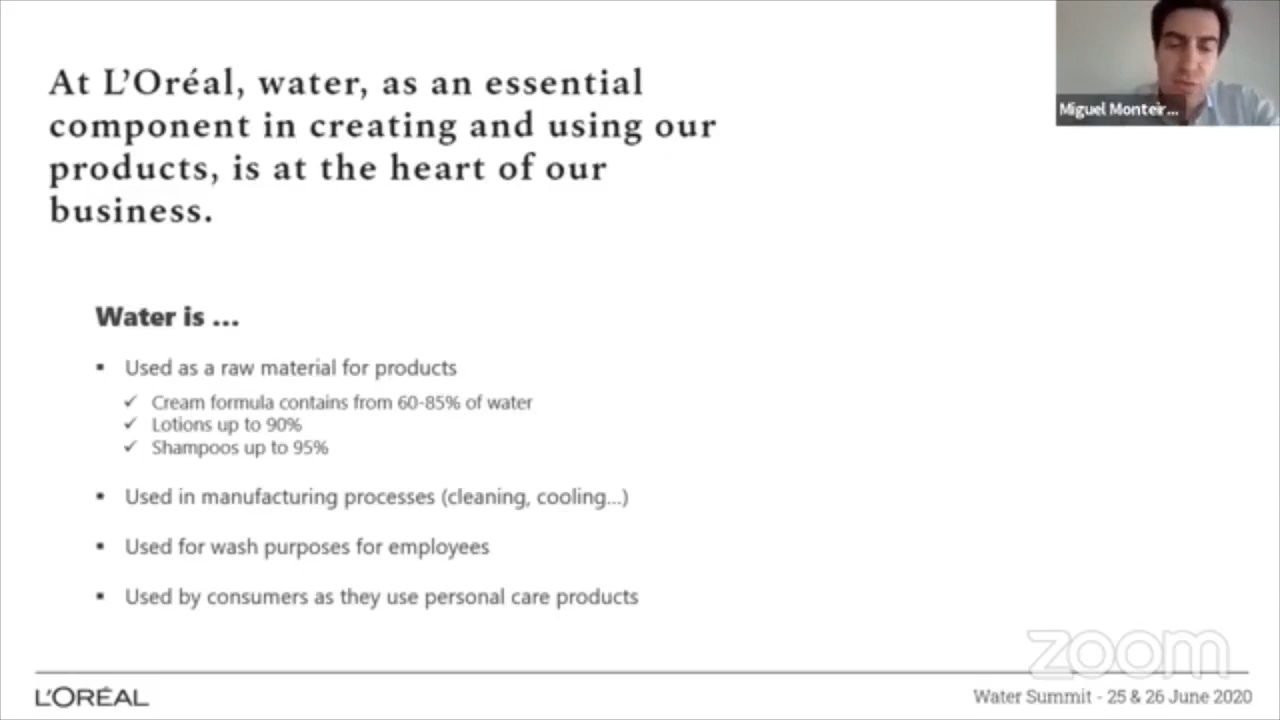 At L'Oréal, water, as an essential
component in creating and using our
products, is at the heart of our
business.
Miguel Monteir...
Water is ...
▪ Used as a raw material for products
✓ Cream formula contains from 60-85% of water
✓ Lotions up to 90%
✓ Shampoos up to 95%
▪ Used in manufacturing processes (cleaning, cooling...)
▪ Used for wash purposes for employees
▪ Used by consumers as they use personal care products
zoom
L'ORÉAL
Water Summit - 25 & 26 June 2020